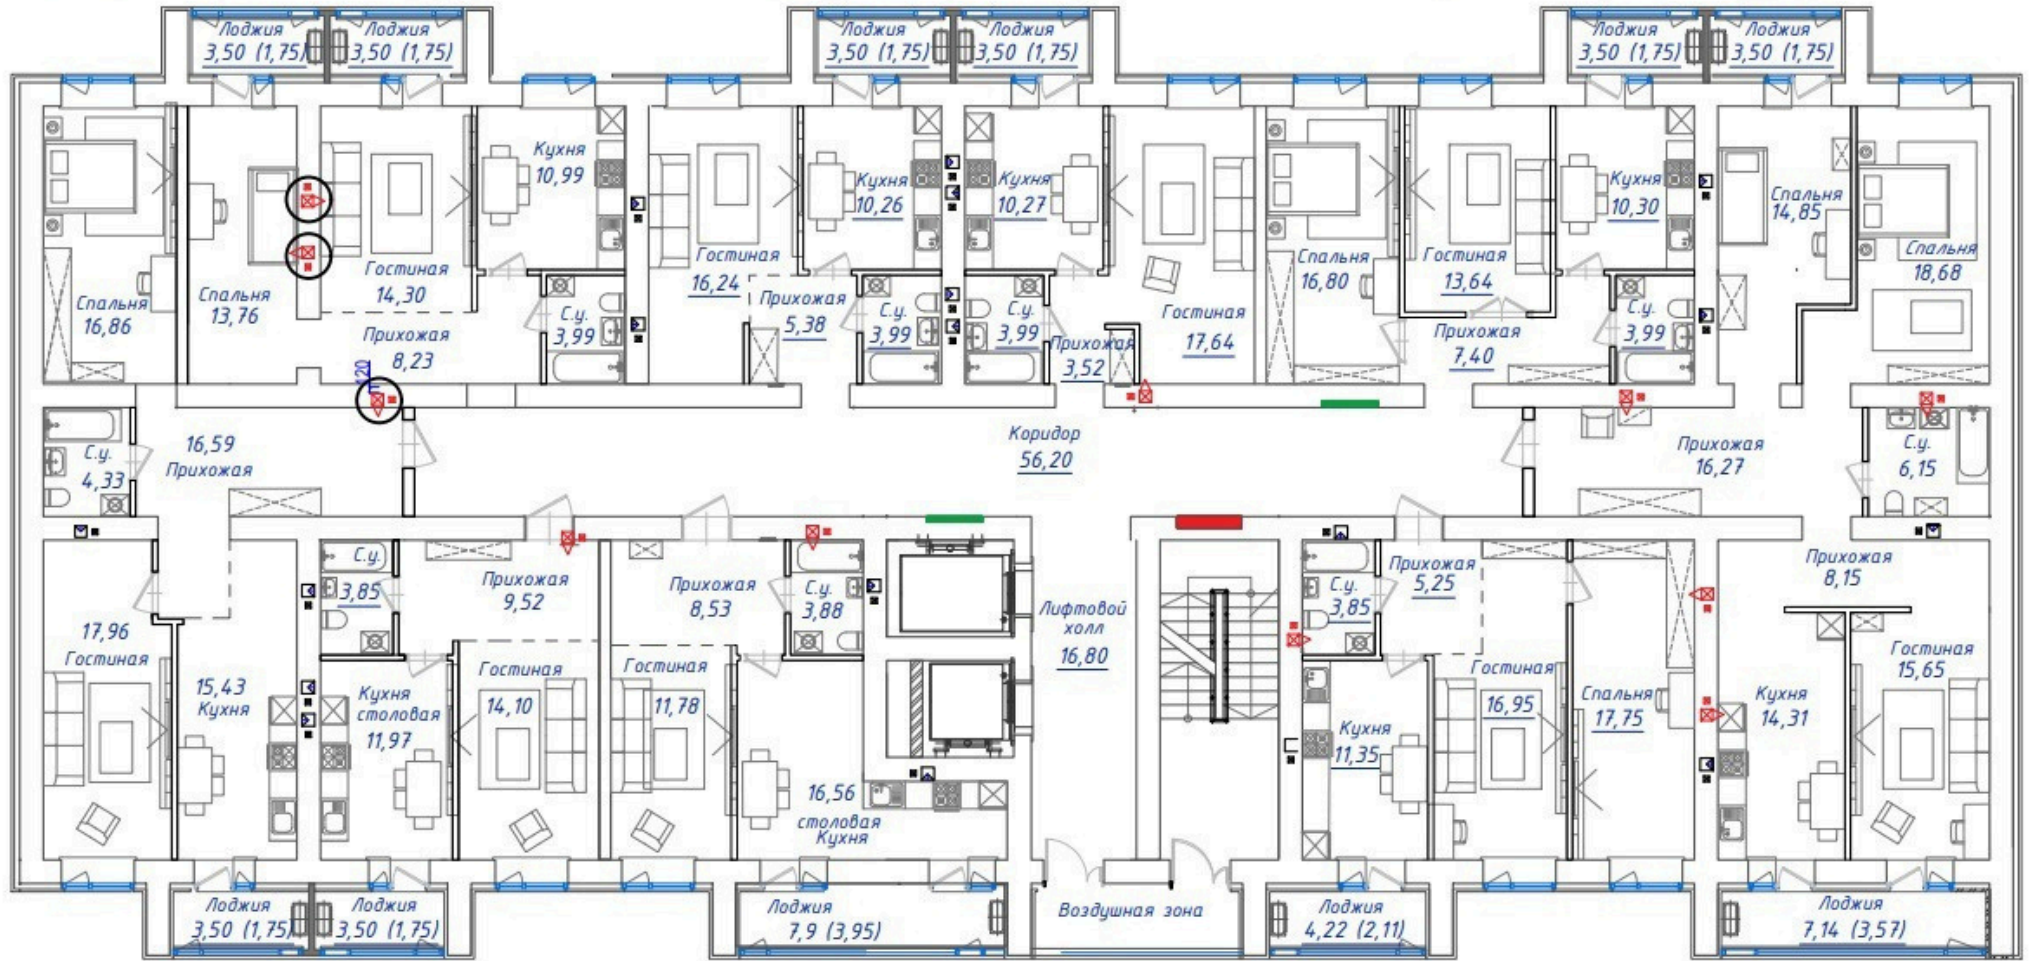 Лоджия
3,50 (1,75)
Лоджия
3,50 (1,75)
Лоджия
3,50 (1,75)
Лоджия
3,50 (1,75)
Лоджия
3,50 (1,75)
Лоджия
3,50 (1,75)
Спальня
16,86
Спальня
13,76
Гостиная
14,30
Прихожая
8,23
Кухня
10,99
С.у.
3,99
Гостиная
16,24
Прихожая
5,38
Кухня
10,26
С.у.
3,99
Кухня
10,27
С.у.
3,99
Прихожая
3,52
Гостиная
17,64
Спальня
16,80
Гостиная
13,64
Прихожая
7,40
Кухня
10,30
С.у.
3,99
Спальня
14,85
Спальня
18,68
120
С.у.
4,33
16,59
Прихожая
Коридор
56,20
Прихожая
16,27
С.у.
6,15
17,96
Гостиная
15,43
Кухня
С.у.
3,85
Прихожая
9,52
Кухня
столовая
11,97
Гостиная
14,10
Прихожая
8,53
Гостиная
11,78
С.у.
3,88
16,56
столовая
Кухня
Лифтовой
холл
16,80
С.у.
3,85
Прихожая
5,25
Кухня
11,35
Гостиная
16,95
Спальня
17,75
Прихожая
8,15
Кухня
14,31
Гостиная
15,65
Лоджия
3,50 (1,75)
Лоджия
3,50 (1,75)
Лоджия
7,9 (3,95)
Воздушная зона
Лоджия
4,22 (2,11)
Лоджия
7,14 (3,57)